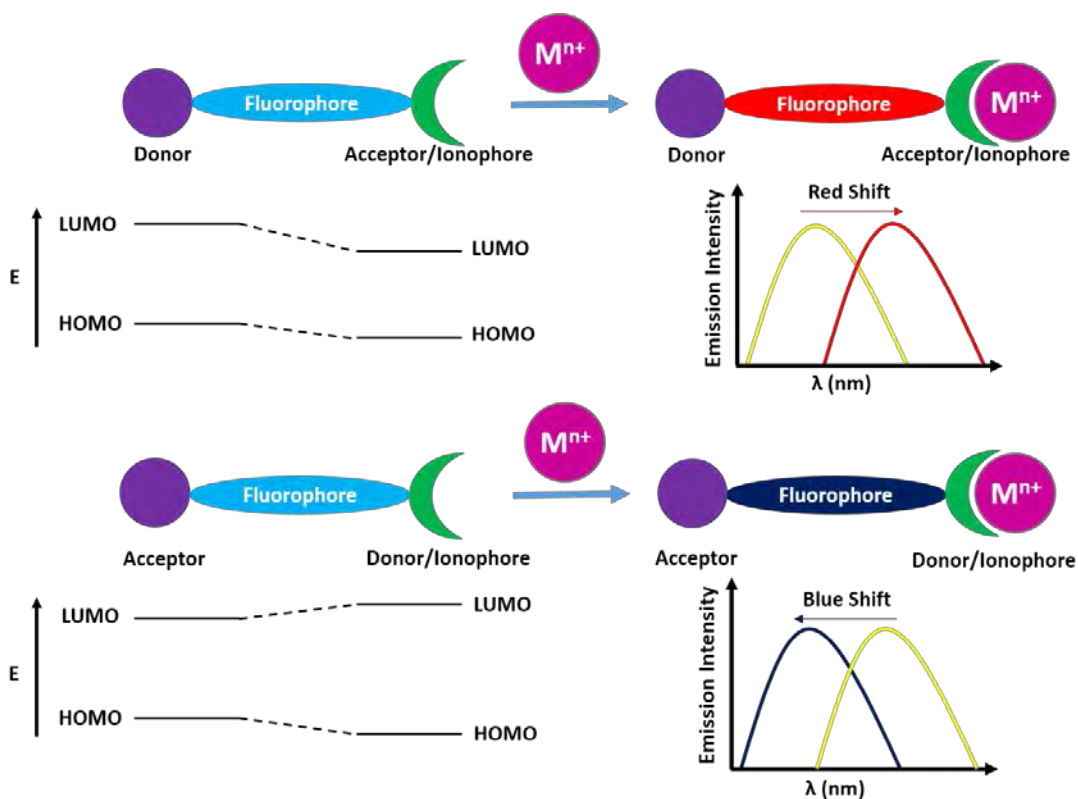 Mn+
Fluorophore
Fluorophore
Mn+
Donor
Acceptor/Ionophore
Donor
Acceptor/Ionophore
E
LUMO
LUMO
HOMO
HOMO
Emission Intensity
Red Shift
λ (nm)
Mn+
Fluorophore
Fluorophore
Mn+
Acceptor
Donor/Ionophore
Acceptor
Donor/Ionophore
E
LUMO
LUMO
HOMO
HOMO
Emission Intensity
Blue Shift
λ (nm)